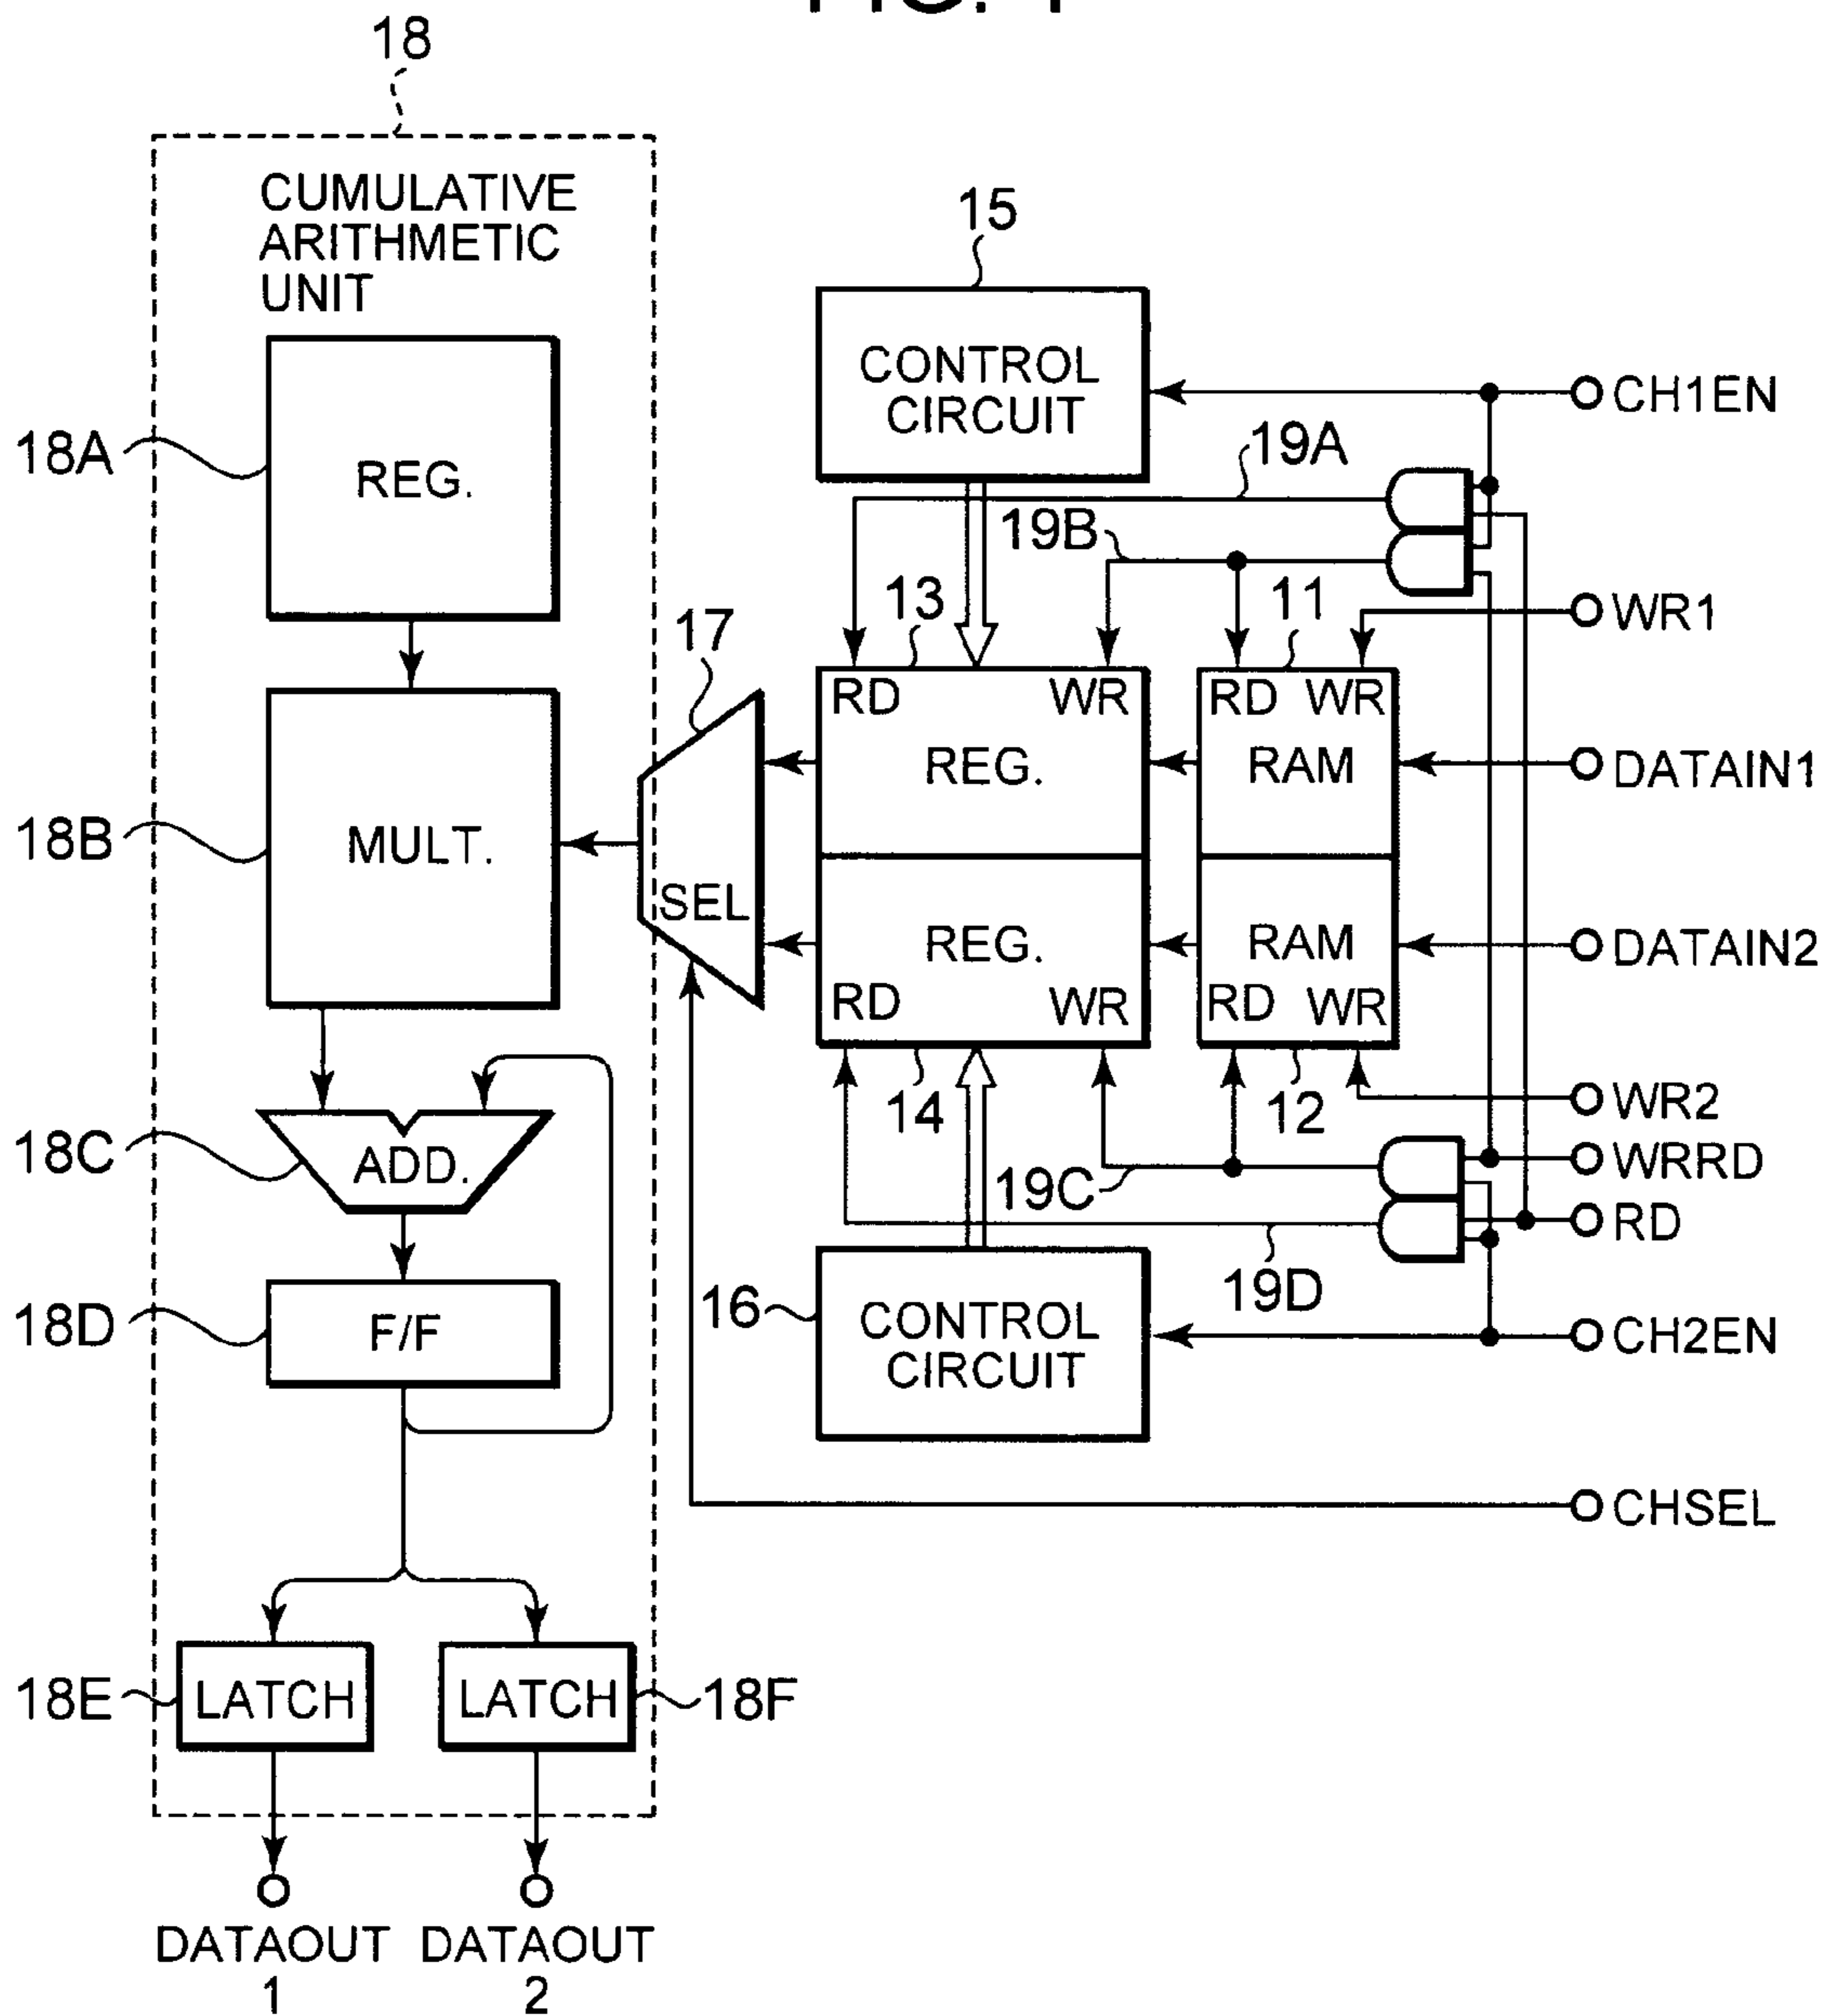 18
CUMULATIVE
ARITHMETIC
UNIT
15
CONTROL
CIRCUIT
CH1EN
18A
REG.
19A
19B
13
11
WR1
17
RD
WR
RD
WR
REG.
RAM
DATAIN1
18B
MULT.
SEL
REG.
RAM
DATAIN2
RD
WR
RD
WR
14
12
WR2
18C
ADD.
19C
WRRD
RD
19D
18D
F/F
16
CONTROL
CIRCUIT
CH2EN
CHSEL
18E
LATCH
LATCH
18F
DATAOUT
1
DATAOUT
2